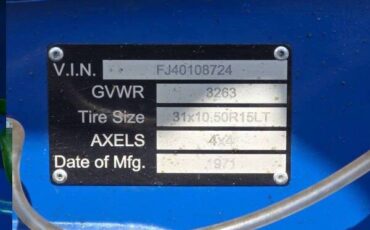 V.I.N. FJ40108724
GVWR 3263
Tire Size 31x10.50R15LT
AXELS 4x4
Date of Mfg. 1971